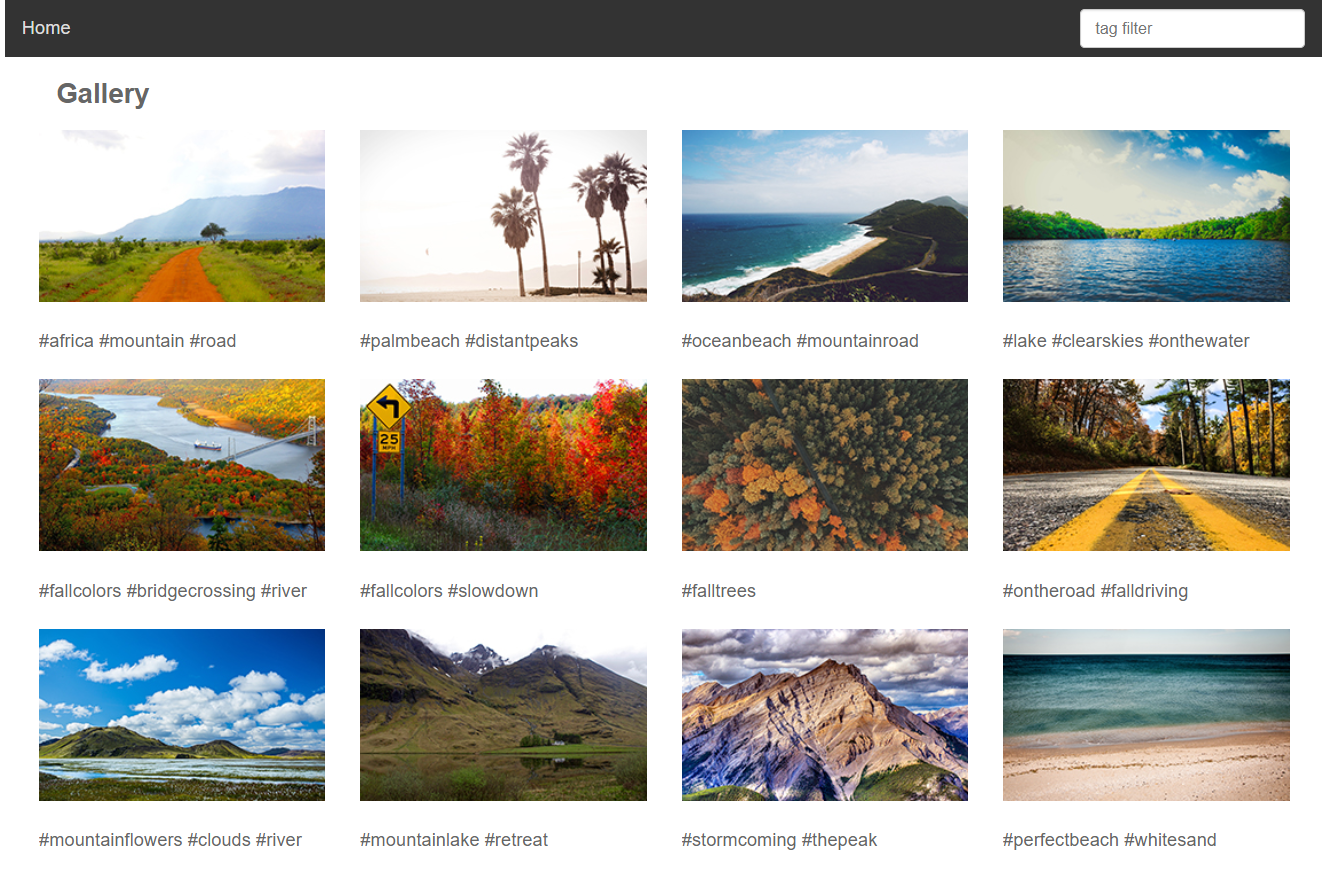 Home
tag filter
Gallery
#africa #mountain #road
#palmbeach #distantpeaks
#oceanbeach #mountainroad
#lake #clearskies #onthewater
25
MPH
#fallcolors #bridgecrossing #river
#fallcolors #slowdown
#falltrees
#ontheroad #falldriving
#mountainflowers #clouds #river
#mountainlake #retreat
#stormcoming #thepeak
#perfectbeach #whitesand